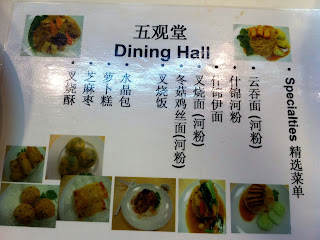 五观堂
Dining Hall
• Specialties 精选菜单
• 云吞面(河粉)
• 什锦河粉
• 什锦伊面
• 叉烧面(河粉)
• 冬菇鸡丝面(河粉)
• 叉烧饭
• 水晶包
• 萝卜糕
• 芝麻枣
• 叉烧酥